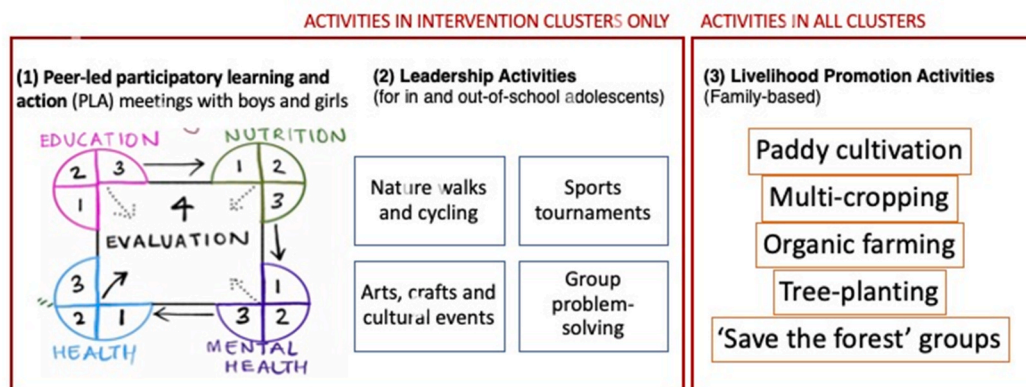 ACTIVITIES IN INTERVENTION CLUSTERS ONLY
ACTIVITIES IN ALL CLUSTERS
(1) Peer-led participatory learning and
action (PLA) meetings with boys and girls
EDUCATION
NUTRITION
2 3
1 2
1
4
3
EVALUATION
3
1
2 1
3 2
HEALTH
MENTAL
HEALTH
(2) Leadership Activities
(for in and out-of-school adolescents)
Nature walks
and cycling
Sports
tournaments
Arts, crafts and
cultural events
Group
problem-
solving
(3) Livelihood Promotion Activities
(Family-based)
Paddy cultivation
Multi-cropping
Organic farming
Tree-planting
‘Save the forest’ groups